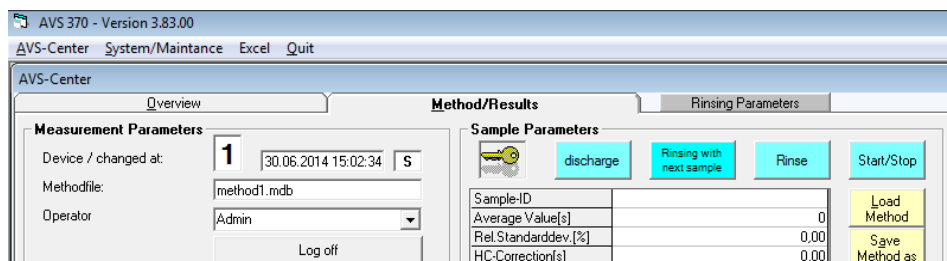 AVS 370 - Version 3.83.00
AVS-Center System/Maintance Excel Quit
AVS-Center
Overview Method/Results Rinsing Parameters
Measurement Parameters
Device / changed at: 1 30.06.2014 15:02:34 S
Methodfile: method1.mdb
Operator Admin
Log off
Sample Parameters
discharge Rinsing with next sample Rinse Start/Stop
Sample-ID
Average Value[s] 0
Rel.Standarddev.[%] 0,00
HC-Correction[s] 0,00
Load Method
Save Method as